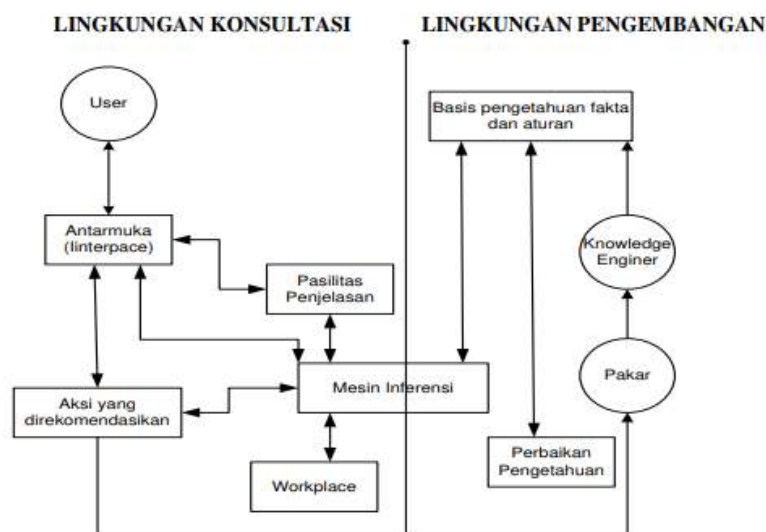 LINGKUNGAN KONSULTASI
LINGKUNGAN PENGEMBANGAN
User
Basis pengetahuan fakta
dan aturan
Antarmuka
(Iinterpace)
Knowledge
Enginer
Pasilitas
Penjelasan
Mesin Inferensi
Pakar
Aksi yang
direkomendasikan
Perbaikan
Pengetahuan
Workplace